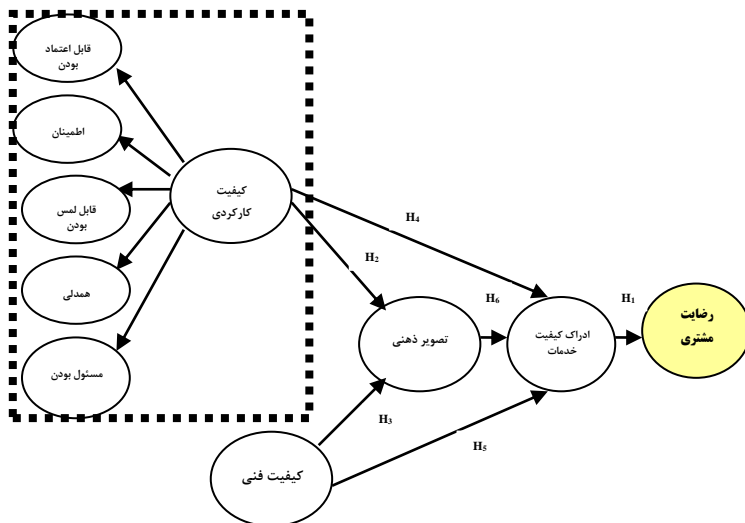 قابل اعتماد
بودن
اطمینان
قابل لمس
بودن
همدلی
مسئول بودن
کیفیت
کارکردی
H₄
H₂
H₆
H₁
رضایت
مشتری
ادراک کیفیت
خدمات
تصویر ذهنی
H₃
H₅
کیفیت فنی